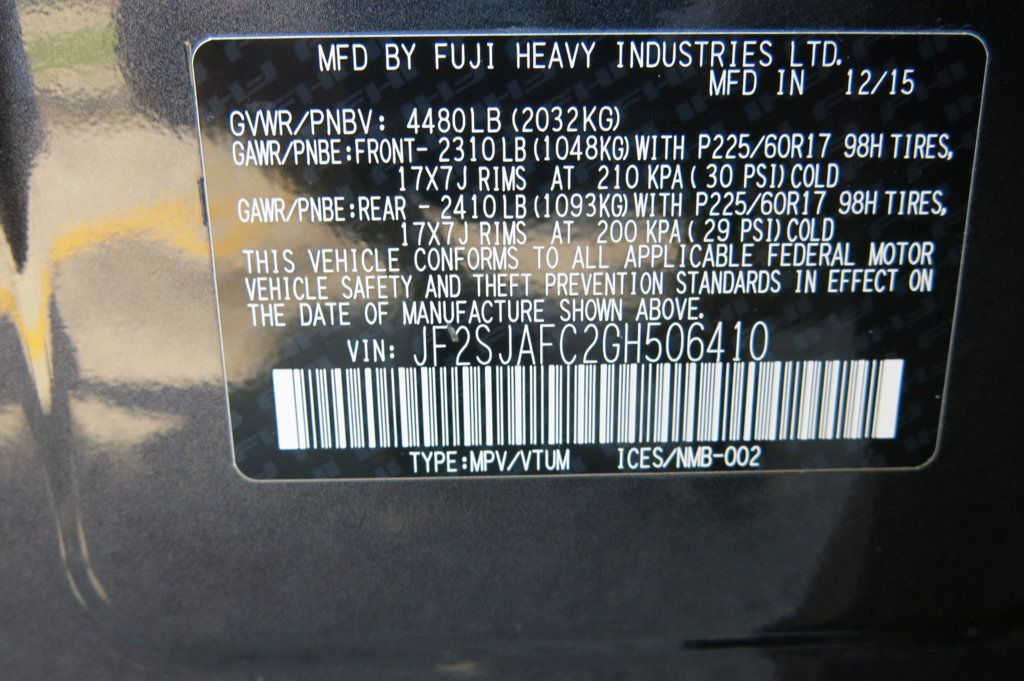 MFD BY FUJI HEAVY INDUSTRIES LTD.
MFD IN 12/15
GVWR/PNBV: 4480LB (2032KG)
GAWR/PNBE:FRONT- 2310LB(1048KG)WITH P225/60R17 98H TIRES,
17X7J RIMS AT 210 KPA( 30 PSI)COLD
GAWR/PNBE:REAR - 2410LB(1093KG)WITH P225/60R17 98H TIRES,
17X7J RIMS AT 200 KPA( 29 PSI)COLD
THIS VEHICLE CONFORMS TO ALL APPLICABLE FEDERAL MOTOR
VEHICLE SAFETY AND THEFT PREVENTION STANDARDS IN EFFECT ON
THE DATE OF MANUFACTURE SHOWN ABOVE.
VIN: JF2SJAFC2GH506410
TYPE:MPV/VTUM ICES/NMB-002